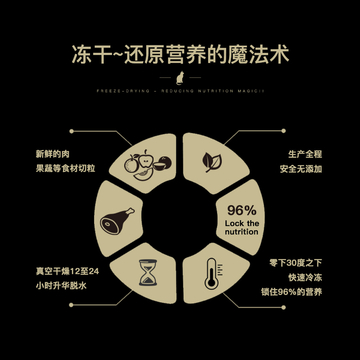 冻干~还原营养的魔法术
FREEZE-DRYING - REDUCING NUTRITION MAGIC~!
新鲜的肉
果蔬等食材切粒
生产全程
安全无添加
96%
Lock the
nutrition
真空干燥12至24
小时升华脱水
零下30度之下
快速冷冻
锁住96%的营养